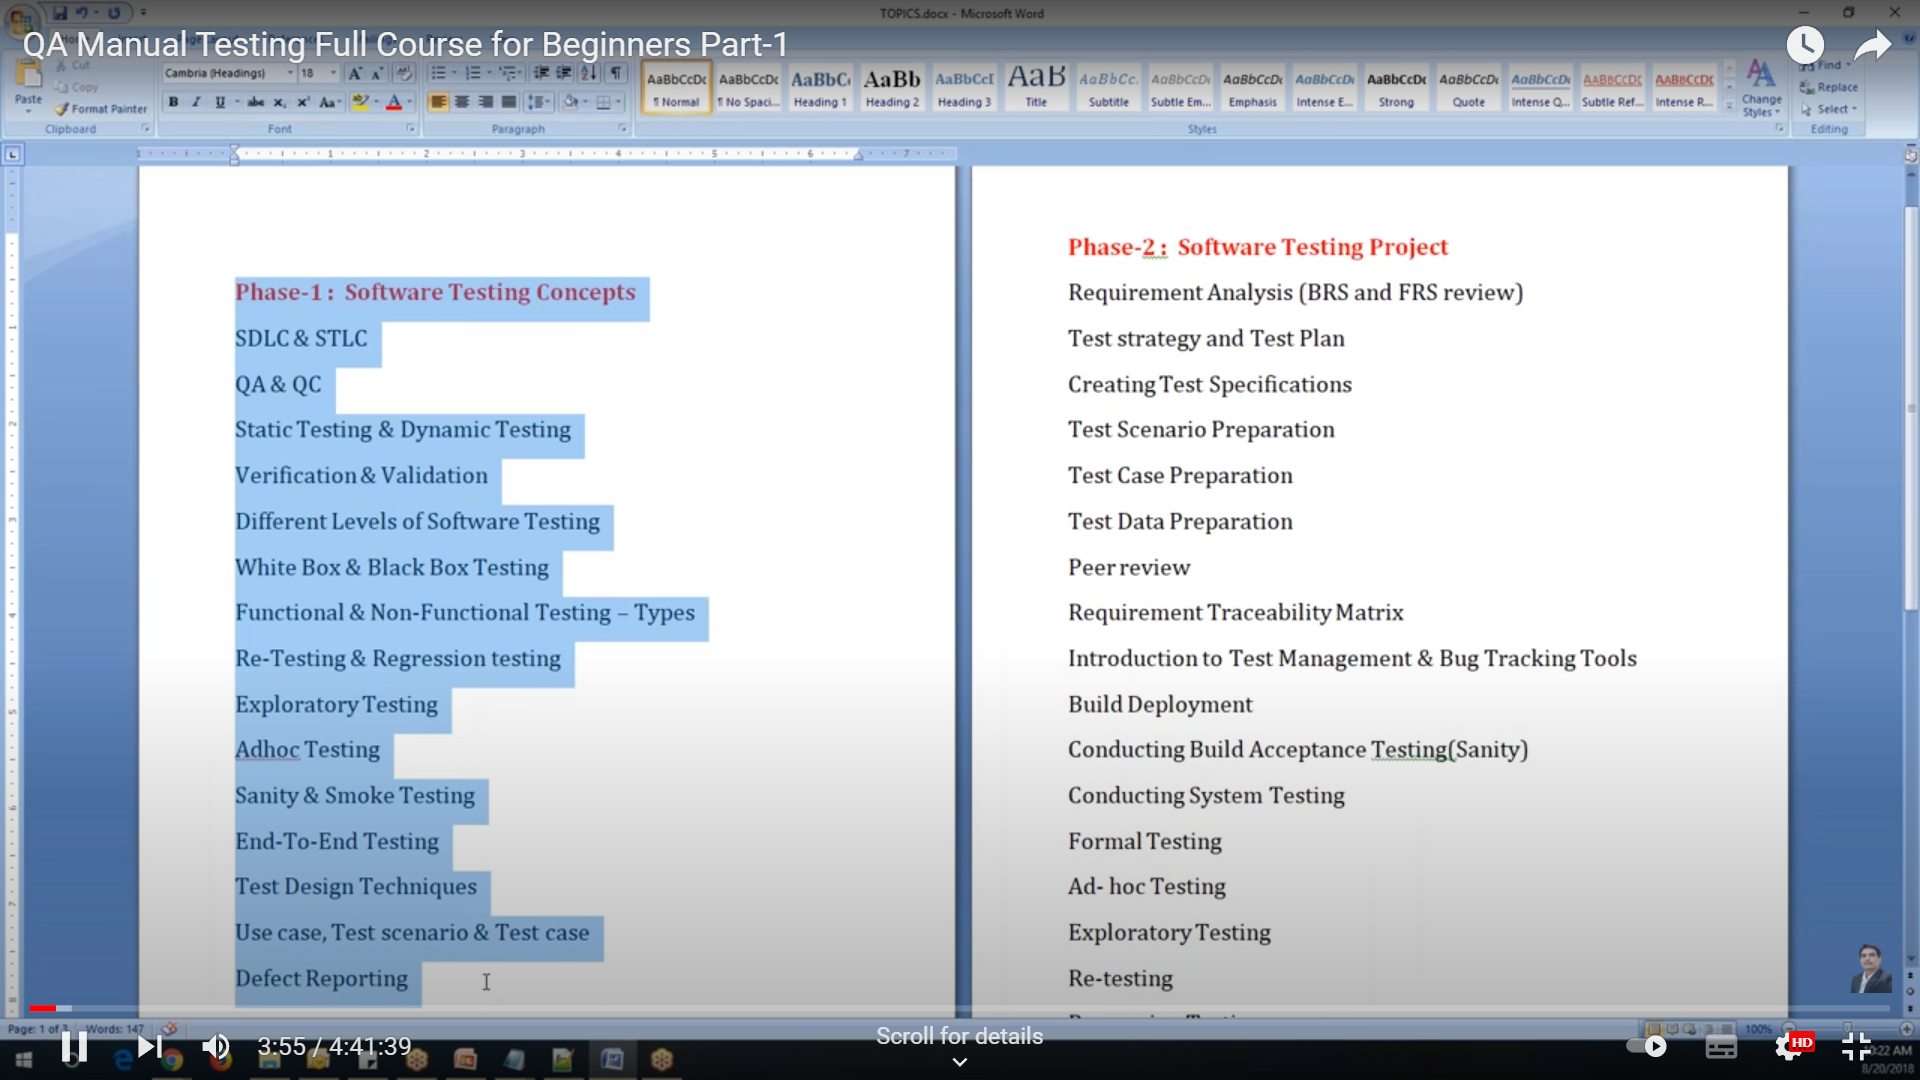 TOPICS.docx - Microsoft Word
QA Manual Testing Full Course for Beginners Part-1
Cut
Copy
Format Painter
Paste
Clipboard
Cambria (Headings)
18
Font
Paragraph
AaBbCcDc
¶ Normal
AaBbCcDc
¶ No Spaci...
AaBbC
Heading 1
AaBb
Heading 2
AaBbCcI
Heading 3
AaB
Title
AaBbCc.
Subtitle
AaBbCcDt
Subtle Em...
AaBbCcDt
Emphasis
AaBbCcDt
Intense E...
AaBbCcDc
Strong
AaBbCcDt
Quote
AaBbCcDt
Intense Q...
AABBCCDE
Subtle Ref...
AABBCCDE
Intense R...
Styles
Change
Styles
Find
Replace
Select
Editing
Phase-1 : Software Testing Concepts
SDLC & STLC
QA & QC
Static Testing & Dynamic Testing
Verification & Validation
Different Levels of Software Testing
White Box & Black Box Testing
Functional & Non-Functional Testing – Types
Re-Testing & Regression testing
Exploratory Testing
Adhoc Testing
Sanity & Smoke Testing
End-To-End Testing
Test Design Techniques
Use case, Test scenario & Test case
Defect Reporting
Phase-2 : Software Testing Project
Requirement Analysis (BRS and FRS review)
Test strategy and Test Plan
Creating Test Specifications
Test Scenario Preparation
Test Case Preparation
Test Data Preparation
Peer review
Requirement Traceability Matrix
Introduction to Test Management & Bug Tracking Tools
Build Deployment
Conducting Build Acceptance Testing(Sanity)
Conducting System Testing
Formal Testing
Ad- hoc Testing
Exploratory Testing
Re-testing
Page: 1 of 3
Words: 147
100%
3:55 / 4:41:39
Scroll for details
HD
10:22 AM
8/20/2018